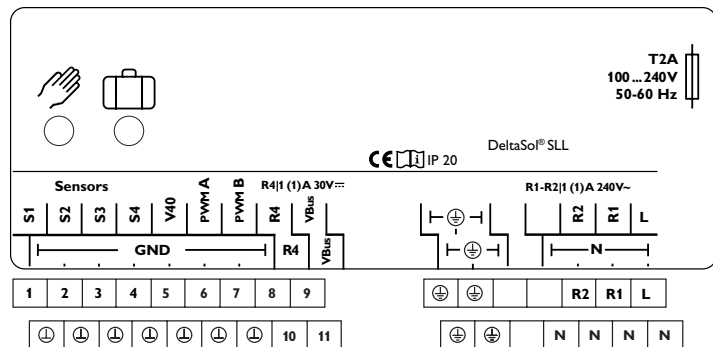 T2A
100 ... 240V
50-60 Hz
DeltaSol® SLL
CE i IP 20
Sensors R4|1 (1) A 30V⎓ R1-R2|1 (1) A 240V~
S1 S2 S3 S4 V40 PWM A PWM B R4 VBus R2 R1 L
GND R4 VBus N
1 2 3 4 5 6 7 8 9 R2 R1 L
10 11 N N N N